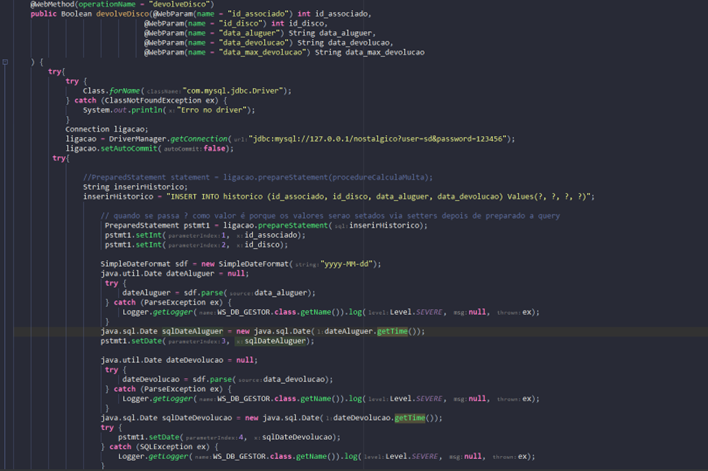 @WebMethod(operationName = "devolveDisco")
public Boolean devolveDisco(@WebParam(name = "id_associado") int id_associado,
@WebParam(name = "id_disco") int id_disco,
@WebParam(name = "data_aluguer") String data_aluguer,
@WebParam(name = "data_devolucao") String data_devolucao,
@WebParam(name = "data_max_devolucao") String data_max_devolucao
) {
try{
try {
Class.forName( className: "com.mysql.jdbc.Driver");
} catch (ClassNotFoundException ex) {
System.out.println( x: "Erro no driver");
}
Connection ligacao;
ligacao = DriverManager.getConnection( url: "jdbc:mysql://127.0.0.1/nostalgico?user=sd&password=123456");
ligacao.setAutoCommit( autoCommit: false);
try{
//PreparedStatement statement = ligacao.prepareStatement(procedureCalculaMulta);
String inserirHistorico;
inserirHistorico = "INSERT INTO historico (id_associado, id_disco, data_aluguer, data_devolucao) Values(?, ?, ?, ?)";
// quando se passa ? como valor é porque os valores serao setados via setters depois de preparado a query
PreparedStatement pstmt1 = ligacao.prepareStatement( sql: inserirHistorico);
pstmt1.setInt( parameterIndex: 1, x: id_associado);
pstmt1.setInt( parameterIndex: 2, x: id_disco);
SimpleDateFormat sdf = new SimpleDateFormat( string: "yyyy-MM-dd");
java.util.Date dateAluguer = null;
try {
dateAluguer = sdf.parse( source: data_aluguer);
} catch (ParseException ex) {
Logger.getLogger( name: WS_DB_GESTOR.class.getName()).log( level: Level.SEVERE, msg: null, thrown: ex);
}
java.sql.Date sqlDateAluguer = new java.sql.Date( l: dateAluguer.getTime());
pstmt1.setDate( parameterIndex: 3, x: sqlDateAluguer);
java.util.Date dateDevolucao = null;
try {
dateDevolucao = sdf.parse( source: data_devolucao);
} catch (ParseException ex) {
Logger.getLogger( name: WS_DB_GESTOR.class.getName()).log( level: Level.SEVERE, msg: null, thrown: ex);
}
java.sql.Date sqlDateDevolucao = new java.sql.Date( l: dateDevolucao.getTime());
try {
pstmt1.setDate( parameterIndex: 4, x: sqlDateDevolucao);
} catch (SQLException ex) {
Logger.getLogger( name: WS_DB_GESTOR.class.getName()).log( level: Level.SEVERE, msg: null, thrown: ex);
}